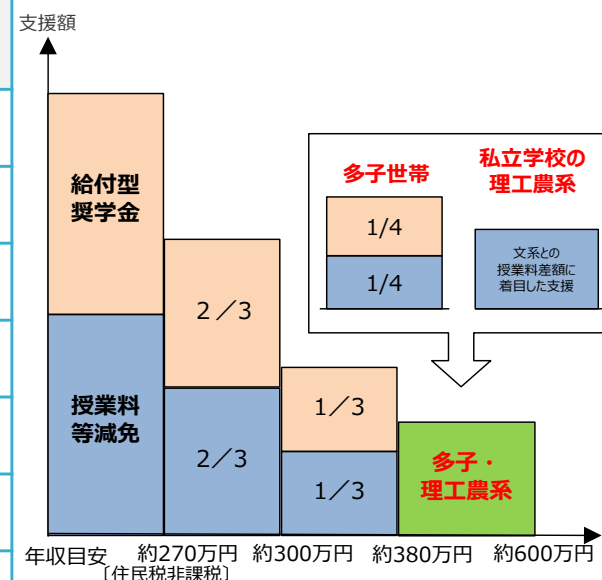 支援額
給付型
奨学金
授業料
等減免
2／3
2／3
1／3
1／3
多子世帯
1/4
1/4
私立学校の
理工農系
文系との
授業料差額に
着目した支援
多子・
理工農系
年収目安 約270万円 約300万円 約380万円 約600万円
〔住民税非課税〕